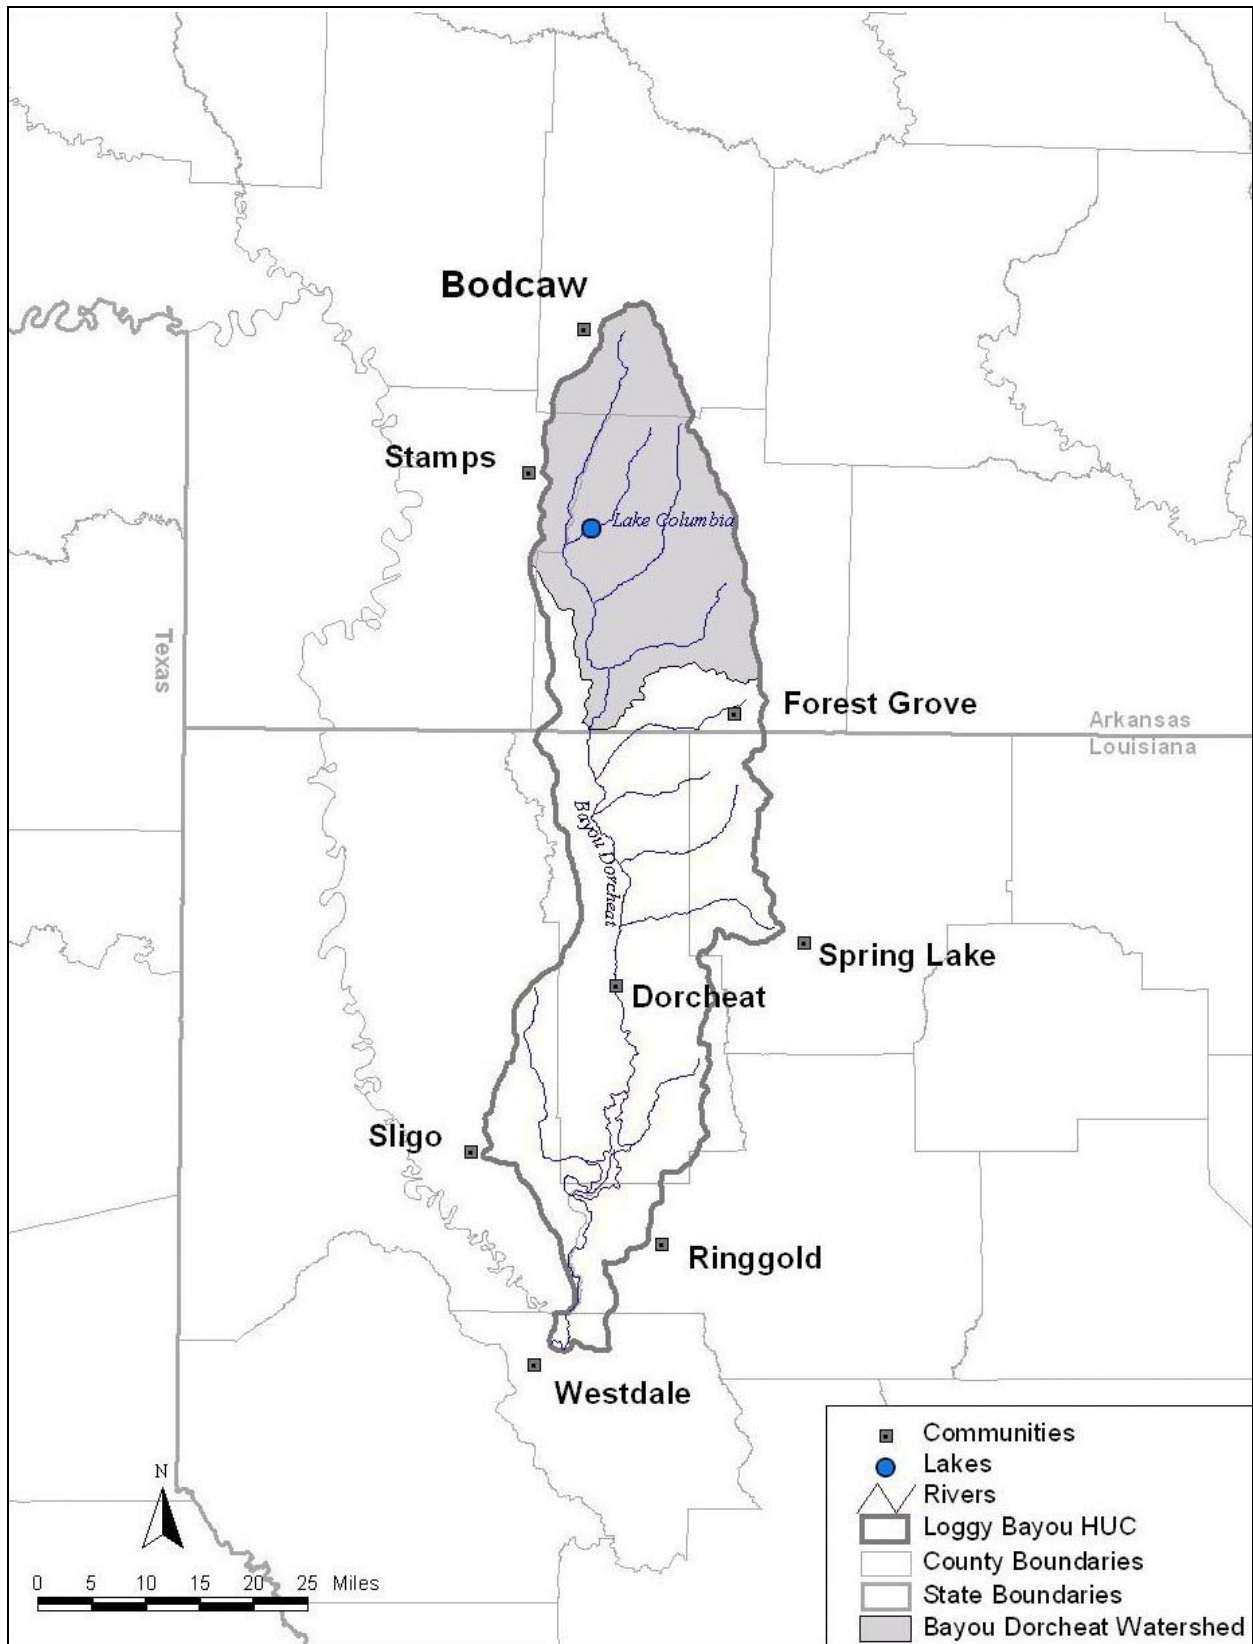 Bodcaw
Stamps
Lake Columbia
Texas
Forest Grove
Arkansas
Louisiana
Bayou Dorcheat
Spring Lake
Dorcheat
Sligo
Ringgold
Westdale
N
0 5 10 15 20 25 Miles
Communities
Lakes
Rivers
Loggy Bayou HUC
County Boundaries
State Boundaries
Bayou Dorcheat Watershed